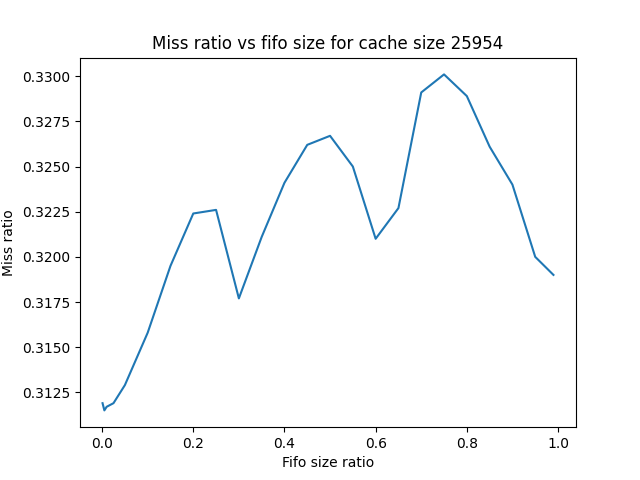 Miss ratio vs fifo size for cache size 25954
0.3300
0.3275
0.3250
0.3225
0.3200
0.3175
0.3150
0.3125
Miss ratio
0.0 0.2 0.4 0.6 0.8 1.0
Fifo size ratio